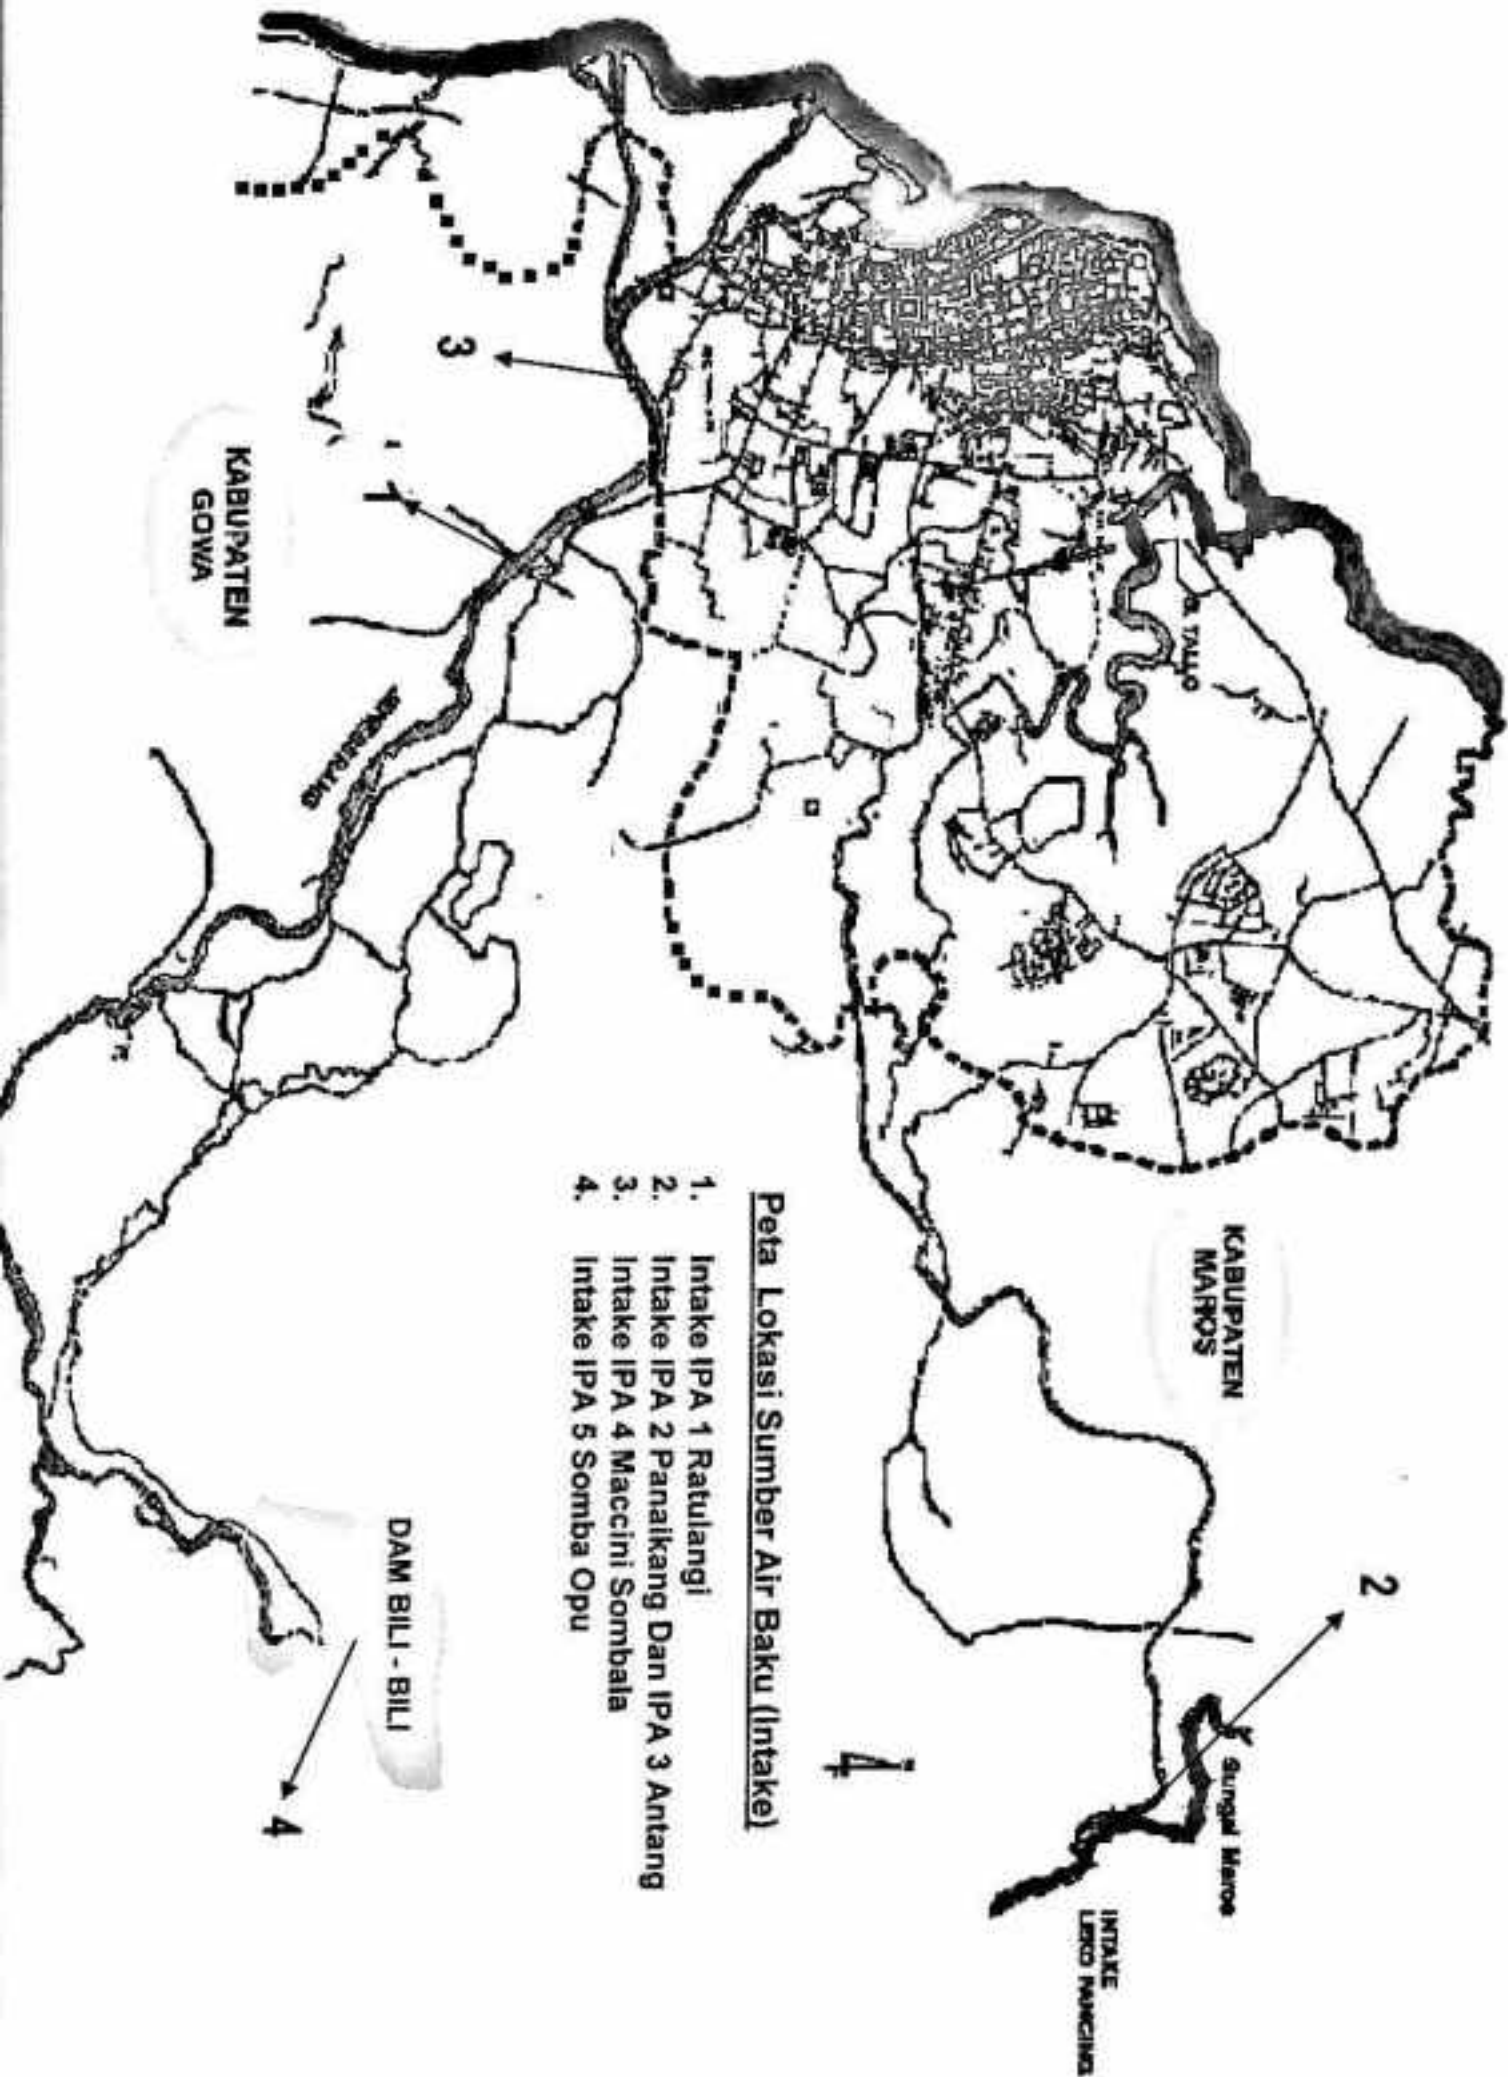 Peta Lokasi Sumber Air Baku (Intake)
1. Intake IPA 1 Ratulangi
2. Intake IPA 2 Panaikang Dan IPA 3 Antang
3. Intake IPA 4 Maccini Sombala
4. Intake IPA 5 Somba Opu
KABUPATEN
MAROS
2
Sungai Maros
INTAKE
TALLO
3
1
KABUPATEN
GOWA
DAM BILI - BILI
4